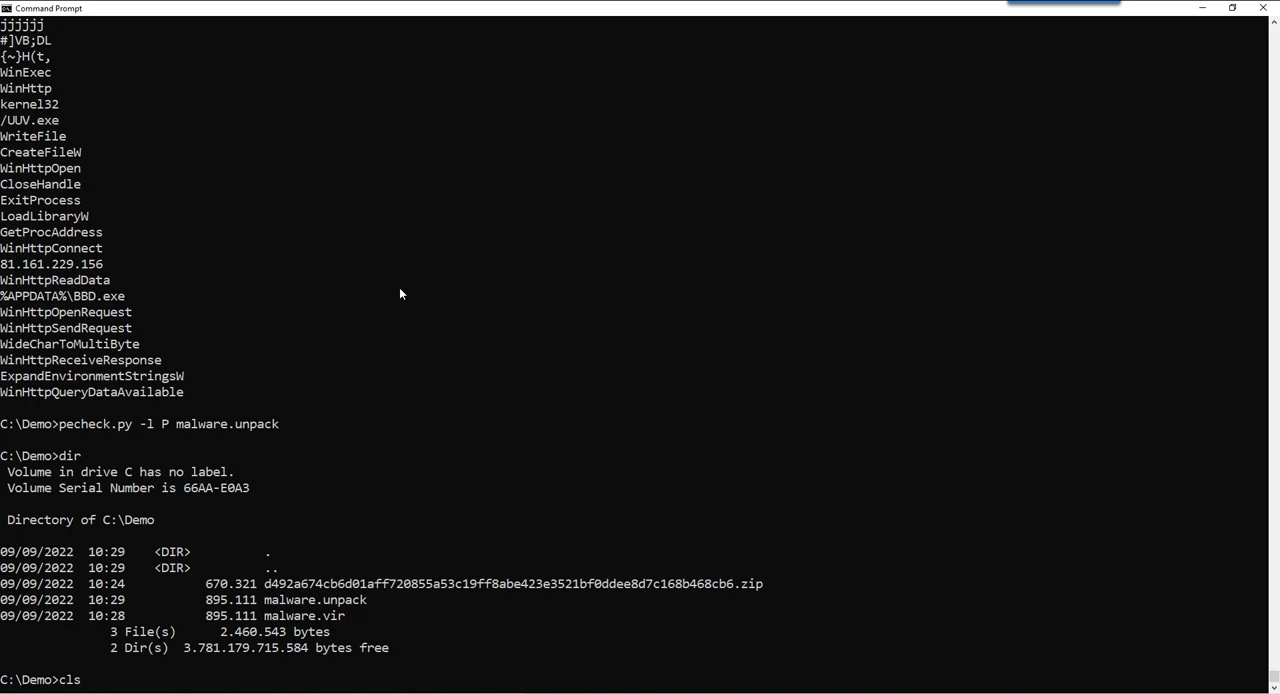 Command Prompt
jjjjjj
#]VB;DL
{~}H(t,
WinExec
WinHttp
kernel32
/UUV.exe
WriteFile
CreateFileW
WinHttpOpen
CloseHandle
ExitProcess
LoadLibraryW
GetProcAddress
WinHttpConnect
81.161.229.156
WinHttpReadData
%APPDATA%\BBD.exe
WinHttpOpenRequest
WinHttpSendRequest
WideCharToMultiByte
WinHttpReceiveResponse
ExpandEnvironmentStringsW
WinHttpQueryDataAvailable
C:\Demo>pecheck.py -l P malware.unpack
C:\Demo>dir
Volume in drive C has no label.
Volume Serial Number is 66AA-E0A3
Directory of C:\Demo
09/09/2022  10:29    <DIR>          .
09/09/2022  10:29    <DIR>          ..
09/09/2022  10:24           670.321 d492a674cb6d01aff720855a53c19ff8abe423e3521bf0ddee8d7c168b468cb6.zip
09/09/2022  10:29           895.111 malware.unpack
09/09/2022  10:28           895.111 malware.vir
3 File(s)      2.460.543 bytes
2 Dir(s)  3.781.179.715.584 bytes free
C:\Demo>cls